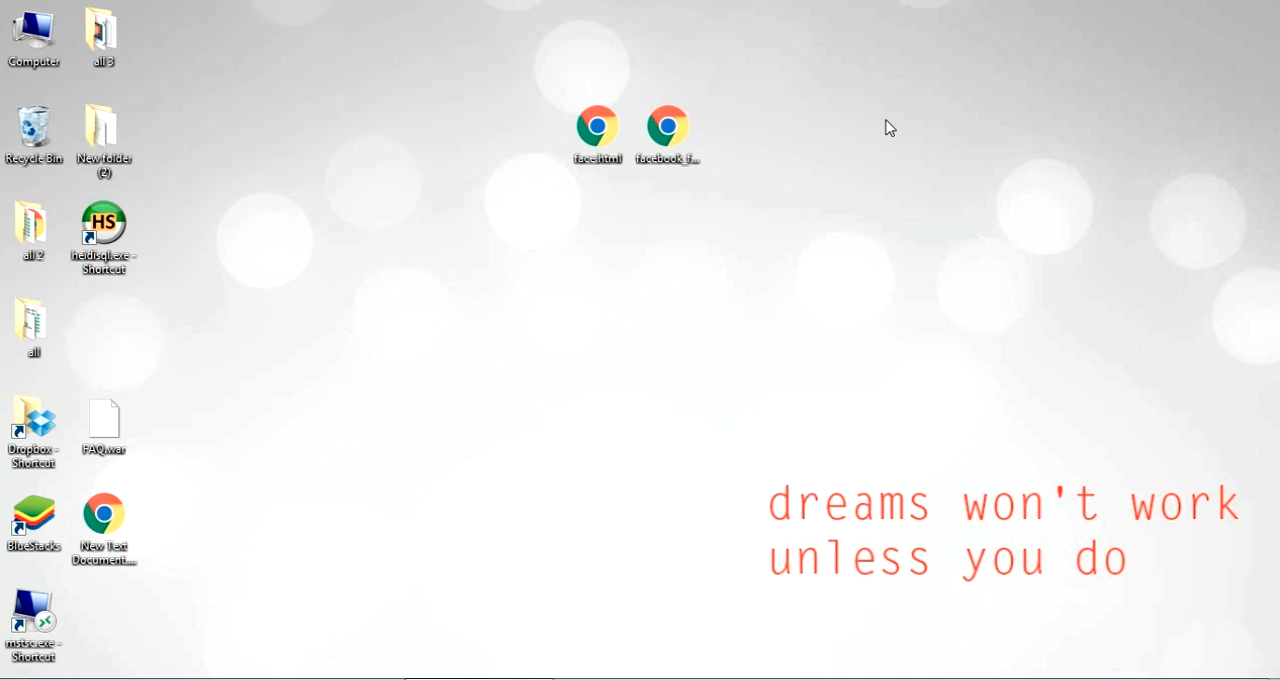 Computer
all 3
Recycle Bin
New folder
(2)
all 2
HS
heidisql.exe -
Shortcut
all
Dropbox -
Shortcut
FAQ.war
BlueStacks
New Text
Document....
mstsc.exe -
Shortcut
face.html
facebook_f...
dreams won't work
unless you do